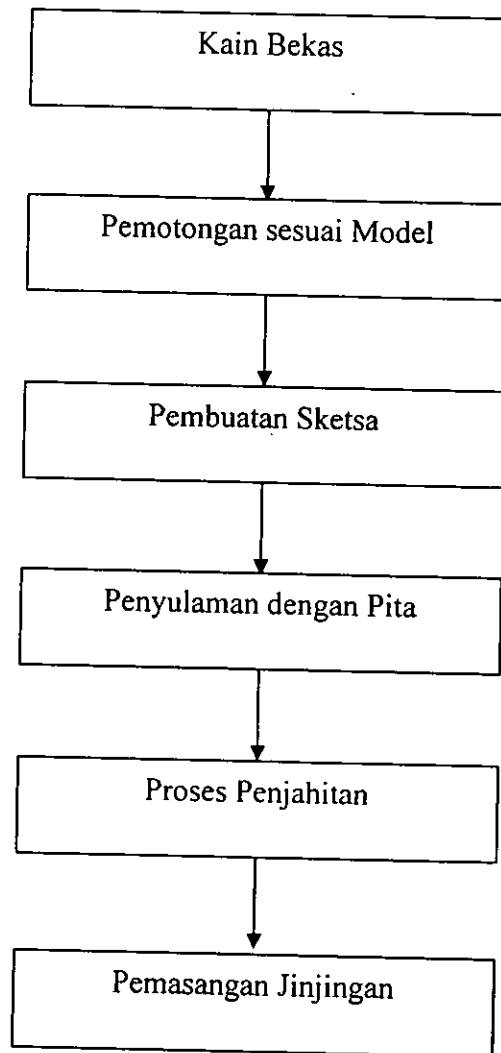 Kain Bekas
Pemotongan sesuai Model
Pembuatan Sketsa
Penyulaman dengan Pita
Proses Penjahitan
Pemasangan Jinjingan